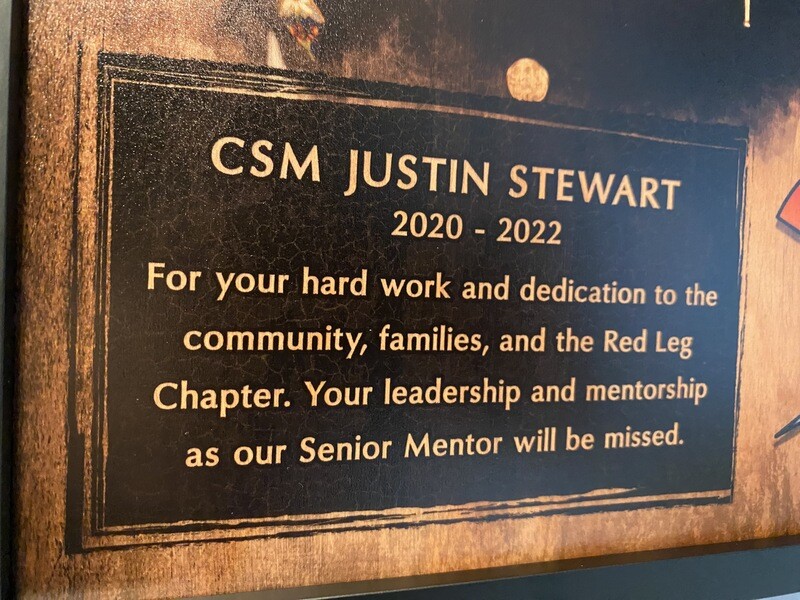 CSM JUSTIN STEWART
2020 - 2022
For your hard work and dedication to the
community, families, and the Red Leg
Chapter. Your leadership and mentorship
as our Senior Mentor will be missed.